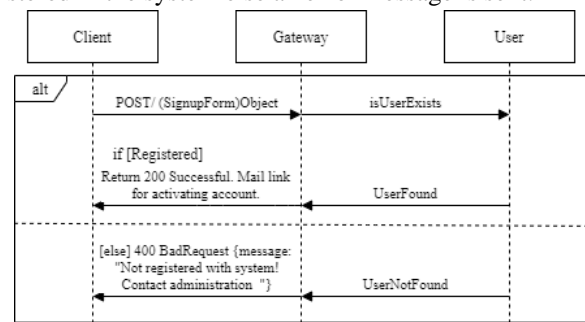 Client Gateway User
alt
POST/ (SignupForm)Object isUserExists
if [Registered]
Return 200 Successful. Mail link
for activating account. UserFound
[else] 400 BadRequest {message:
"Not registered with system!
Contact administration "} UserNotFound